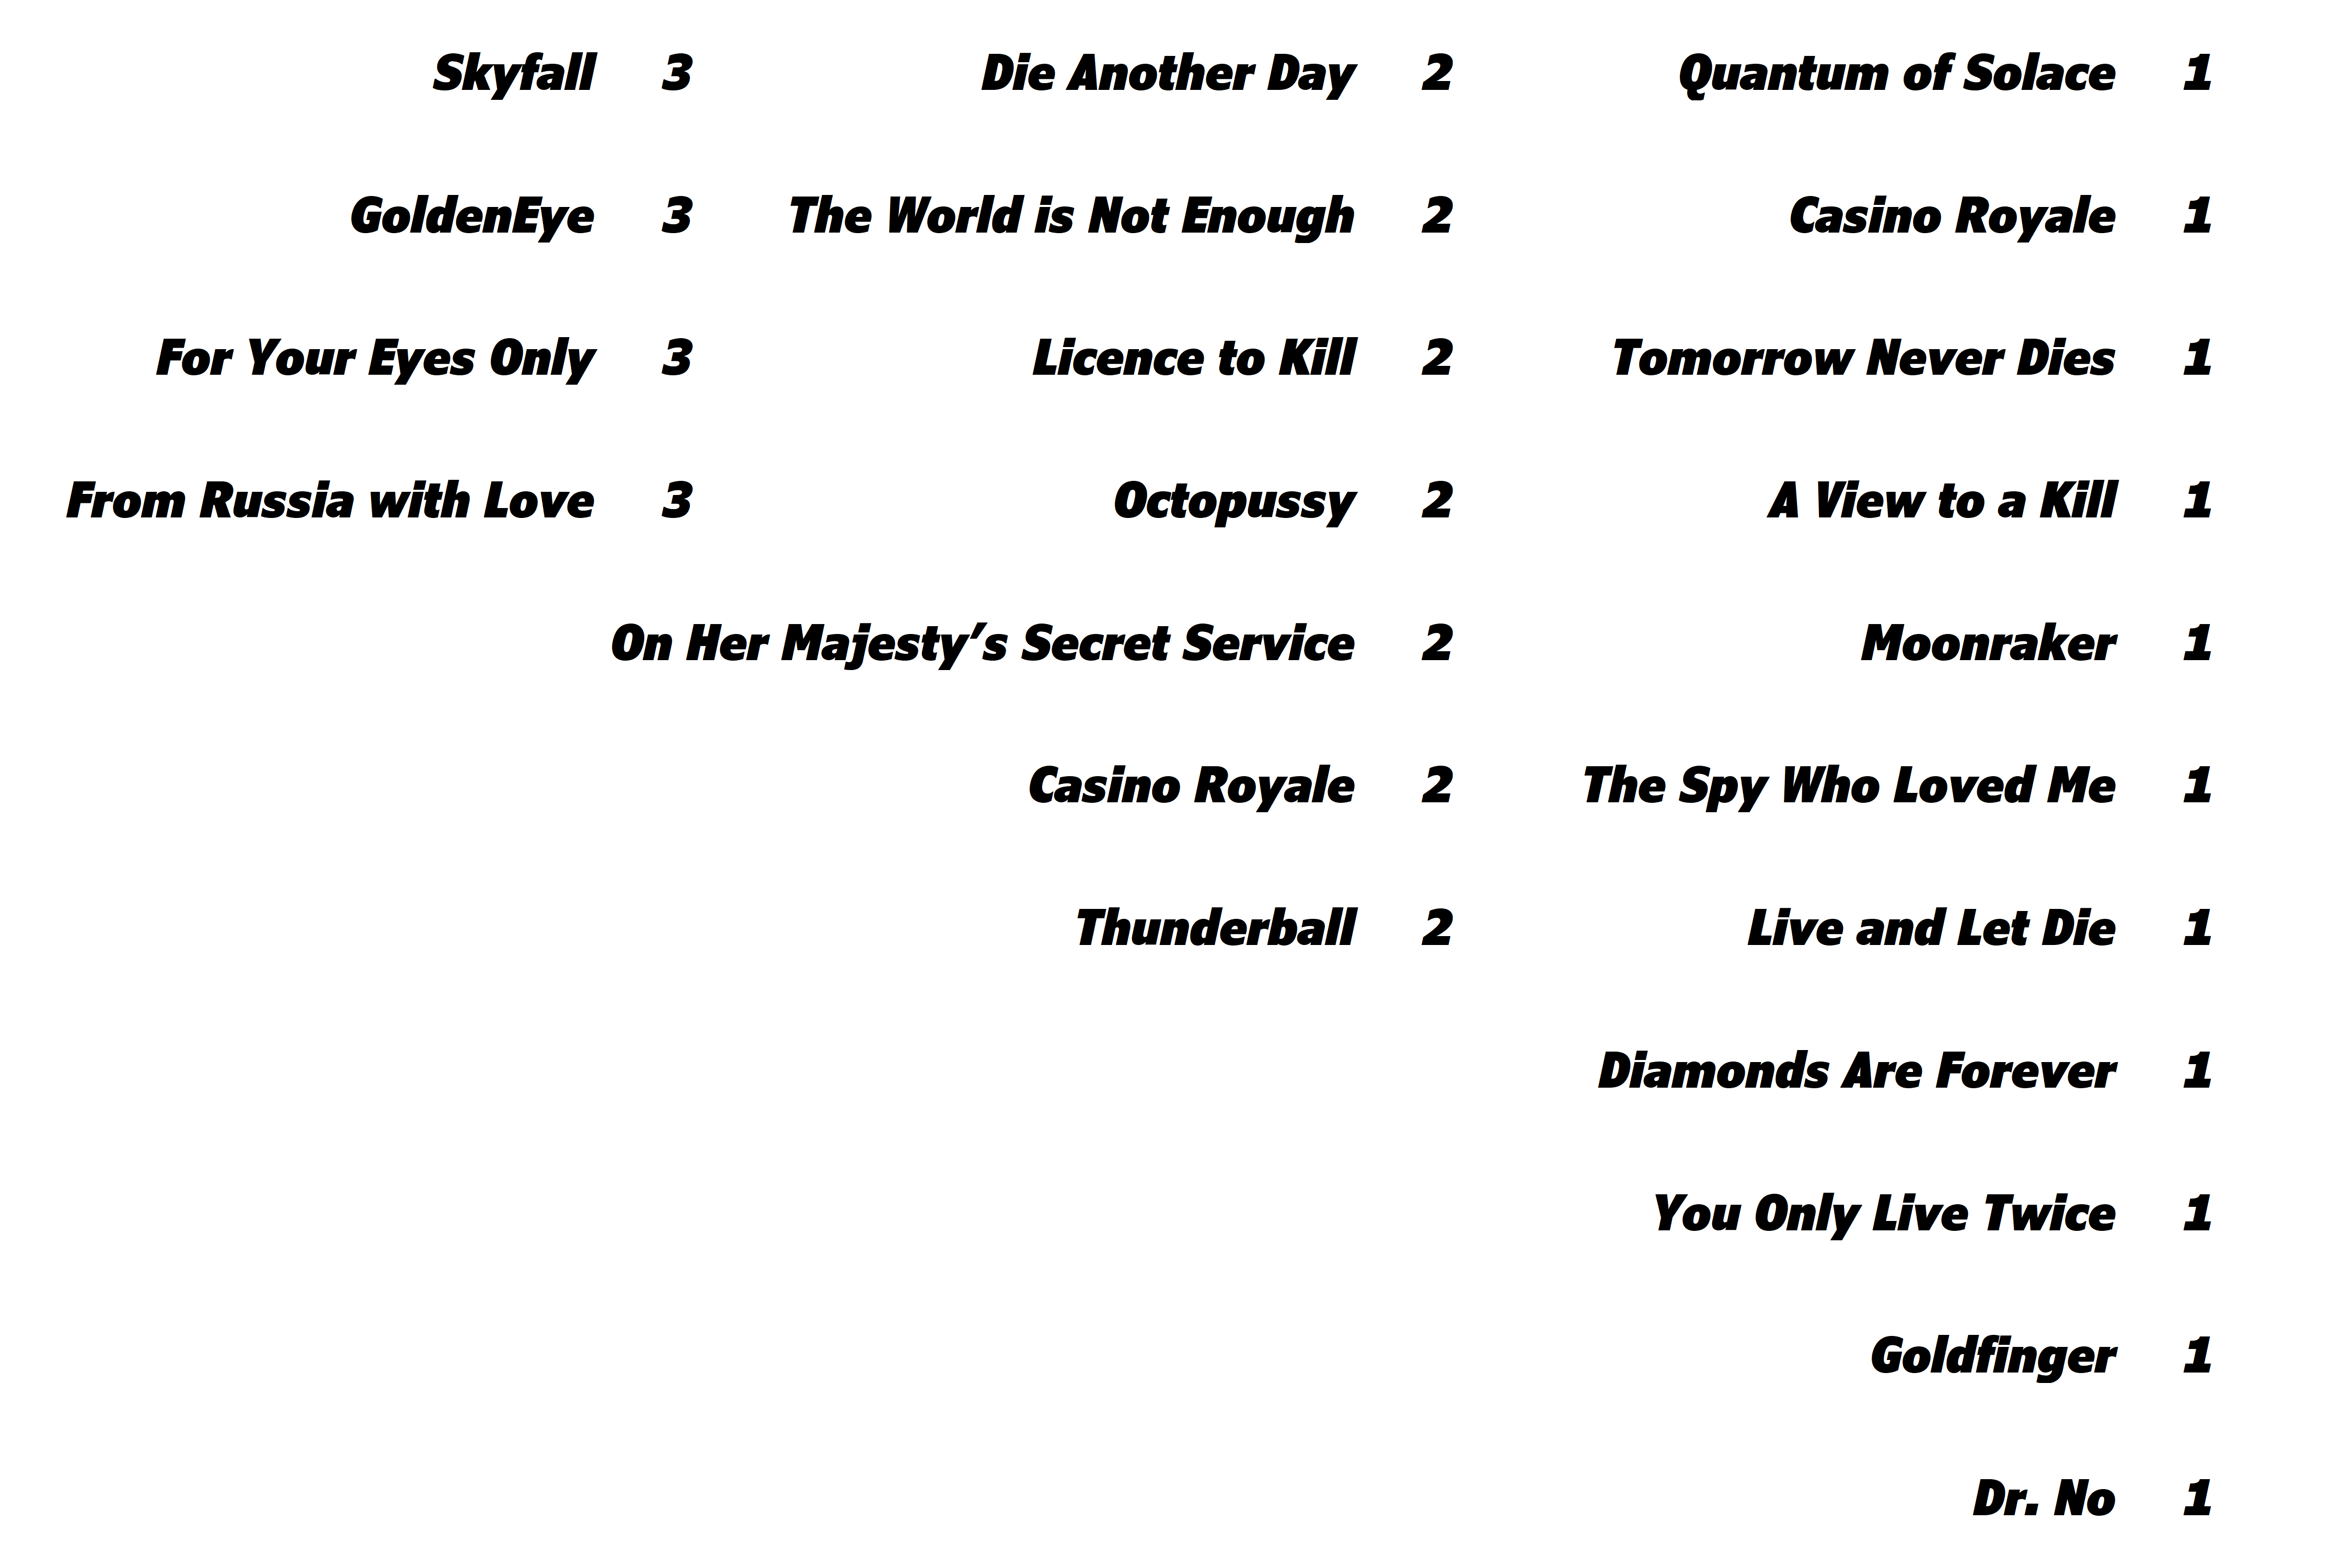 Skyfall 3 Die Another Day 2 Quantum of Solace 1
GoldenEye 3 The World is Not Enough 2 Casino Royale 1
For Your Eyes Only 3 Licence to Kill 2 Tomorrow Never Dies 1
From Russia with Love 3 Octopussy 2 A View to a Kill 1
On Her Majesty's Secret Service 2 Moonraker 1
Casino Royale 2 The Spy Who Loved Me 1
Thunderball 2 Live and Let Die 1
Diamonds Are Forever 1
You Only Live Twice 1
Goldfinger 1
Dr. No 1